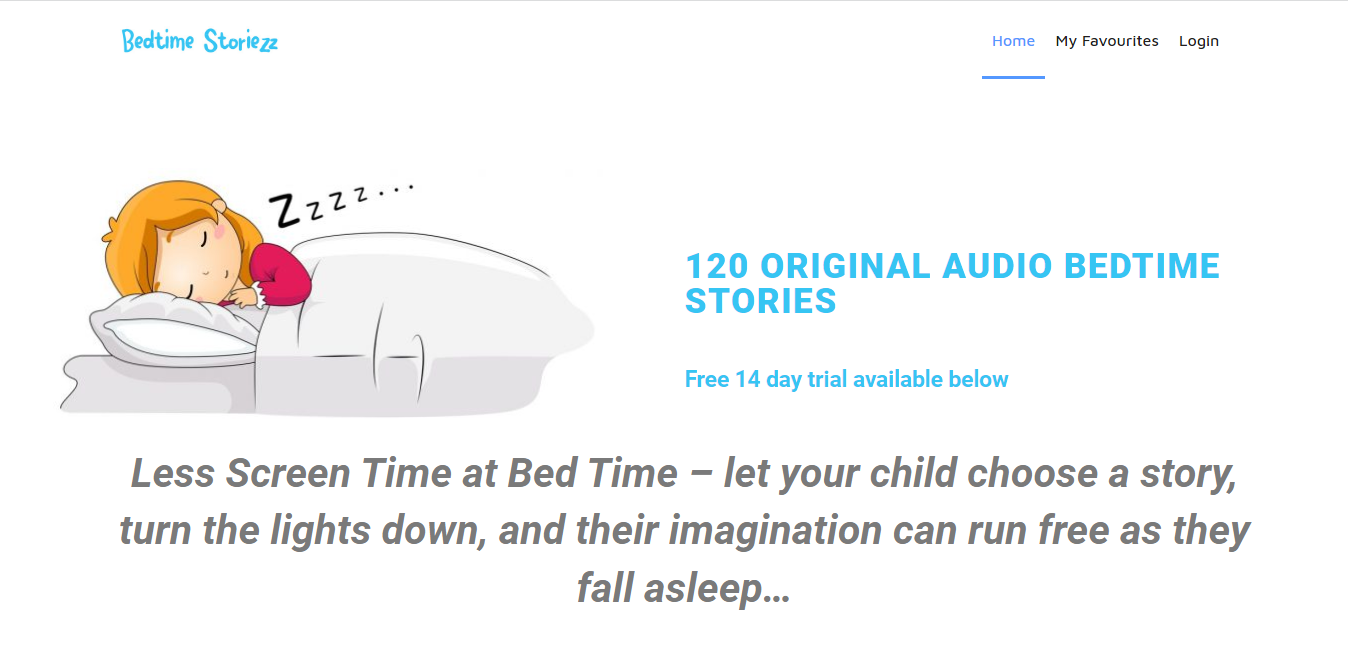 Bedtime Storiezz
Home My Favourites Login
Zzzzz...
120 ORIGINAL AUDIO BEDTIME
STORIES
Free 14 day trial available below
Less Screen Time at Bed Time – let your child choose a story,
turn the lights down, and their imagination can run free as they
fall asleep…